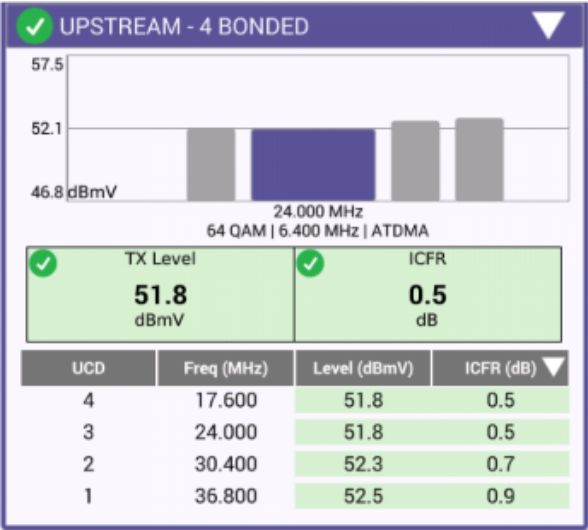 UPSTREAM - 4 BONDED
57.5
52.1
46.8 dBmV
24.000 MHz
64 QAM | 6.400 MHz | ATDMA
TX Level ICFR
51.8 0.5
dBmV dB
UCD Freq (MHz) Level (dBmV) ICFR (dB)
4 17.600 51.8 0.5
3 24.000 51.8 0.5
2 30.400 52.3 0.7
1 36.800 52.5 0.9